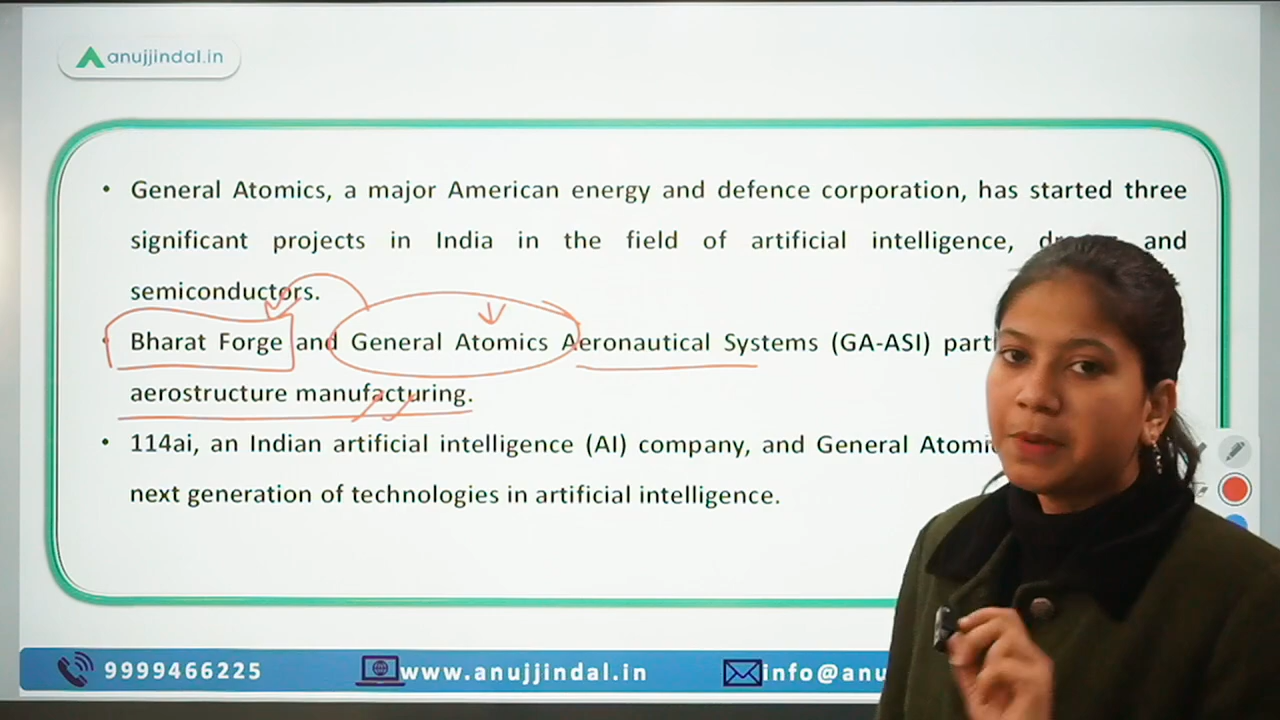 anujjindal.in
• General Atomics, a major American energy and defence corporation, has started three
significant projects in India in the field of artificial intelligence, and
semiconductors.
Bharat Forge and General Atomics Aeronautical Systems (GA-ASI)
aerostructure manufacturing.
• 114ai, an Indian artificial intelligence (AI) company, and General
next generation of technologies in artificial intelligence.
9999466225 www.anujjindal.in